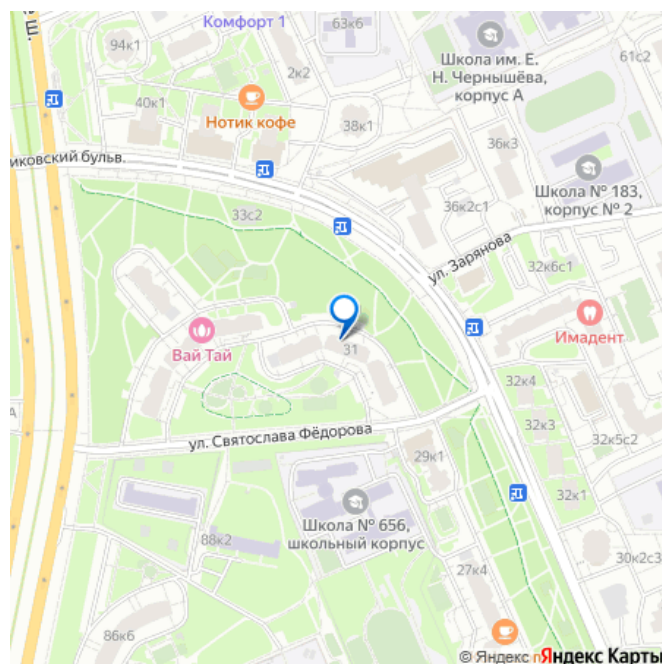 Ш.
Комфорт 1
63к6
94к1
2к2
Школа им. Е.
Н. Чернышёва,
корпус А
61с2
40к1
Нотик кофе
38к1
36к3
иковский бульв.
Школа № 183,
корпус № 2
36к2с1
33с2
ул. Зарянова
32к6с1
Вай Тай
31
Имадент
32к4
А
ул. Святослава Фёдорова
32к3
32к5с2
29к1
32к1
Школа № 656,
школьный корпус
88к2
30к2с3
27к4
86к6
© Яндекс
Яндекс Карты